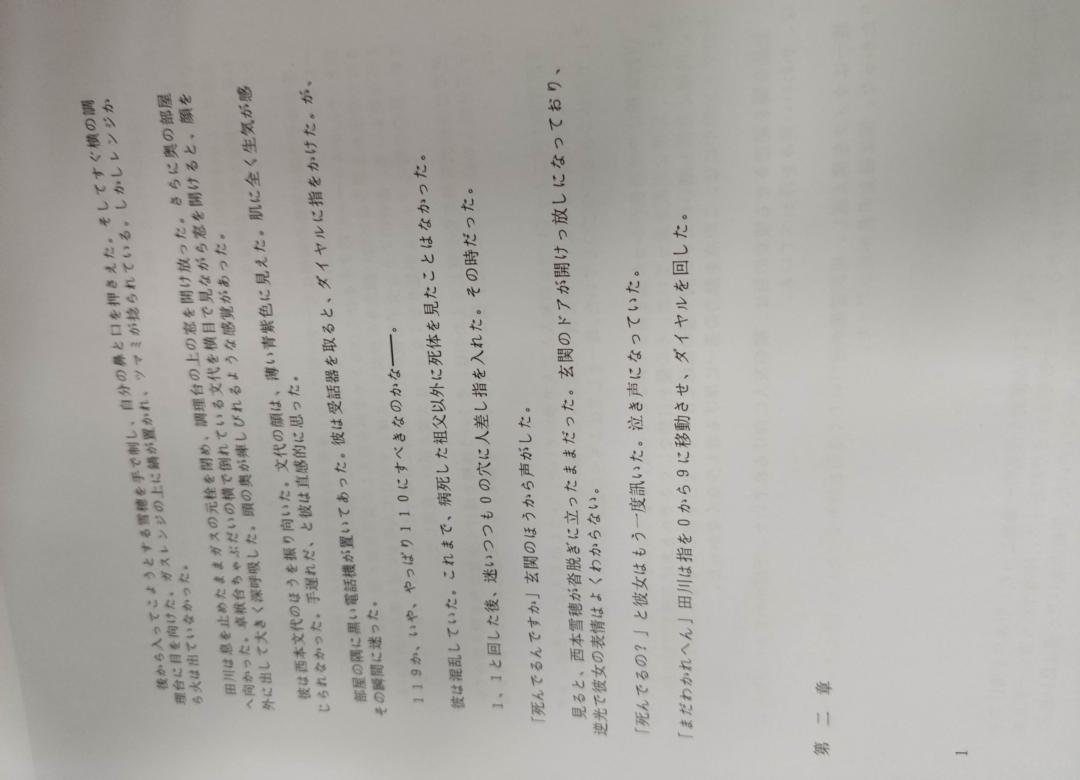 後から入ってこようとする雪穂を手で制し、自分の鼻と口を押さえた。そしてすぐ横の調
理台に目を向けた。ガスレンジの上に鍋が置かれ、ツマミが捻られている。しかしレンジか
ら火は出ていなかった。
田川は息を止めたままガスの元栓を閉め、調理台の上の窓を開け放った。さらに奥の部屋
へ向かった。卓袱台ちゃぶだいの横で倒れている文代を横目で見ながら窓を開けると、顔を
外に出して大きく深呼吸した。頭の奥が痺しびれるような感覚があった。
彼は西本文代のほうを振り向いた。文代の顔は、薄い青紫色に見えた。肌に全く生気が感
じられなかった。手遅れだ、と彼は直感的に思った。
部屋の隅に黒い電話機が置いてあった。彼は受話器を取ると、ダイヤルに指をかけた。が、
その瞬間に迷った。
119か、いや、やっぱり110にすべきなのかな――。
彼は混乱していた。これまで、病死した祖父以外に死体を見たことはなかった。
1、1と回した後、迷いつつも0の穴に人差し指を入れた。その時だった。
「死んでるんですか」玄関のほうから声がした。
見ると、西本雪穂が沓脱ぎに立ったままだった。玄関のドアが開けっ放しになっており、
逆光で彼女の表情はよくわからない。
「死んでるの?」と彼女はもう一度訊いた。泣き声になっていた。
「まだわかれへん」田川は指を0から9に移動させ、ダイヤルを回した。
第二章
1